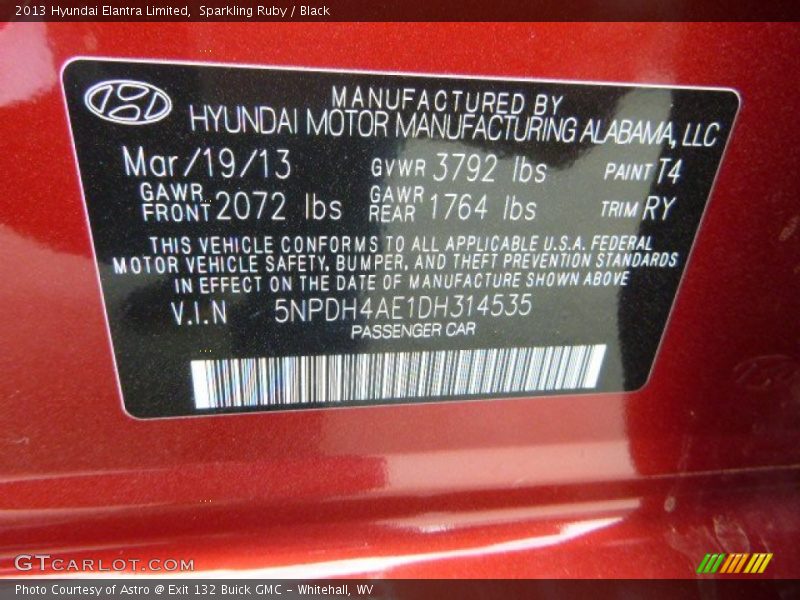 2013 Hyundai Elantra Limited,  Sparkling Ruby / Black
MANUFACTURED BY
HYUNDAI MOTOR MANUFACTURING ALABAMA, LLC
Mar/19/13 GVWR 3792 lbs PAINT T4
GAWR FRONT 2072 lbs GAWR REAR 1764 lbs TRIM RY
THIS VEHICLE CONFORMS TO ALL APPLICABLE U.S.A. FEDERAL
MOTOR VEHICLE SAFETY, BUMPER, AND THEFT PREVENTION STANDARDS
IN EFFECT ON THE DATE OF MANUFACTURE SHOWN ABOVE
V.I.N 5NPDH4AE1DH314535
PASSENGER CAR
GTCARLOT.COM
Photo Courtesy of Astro @ Exit 132 Buick GMC - Whitehall, WV